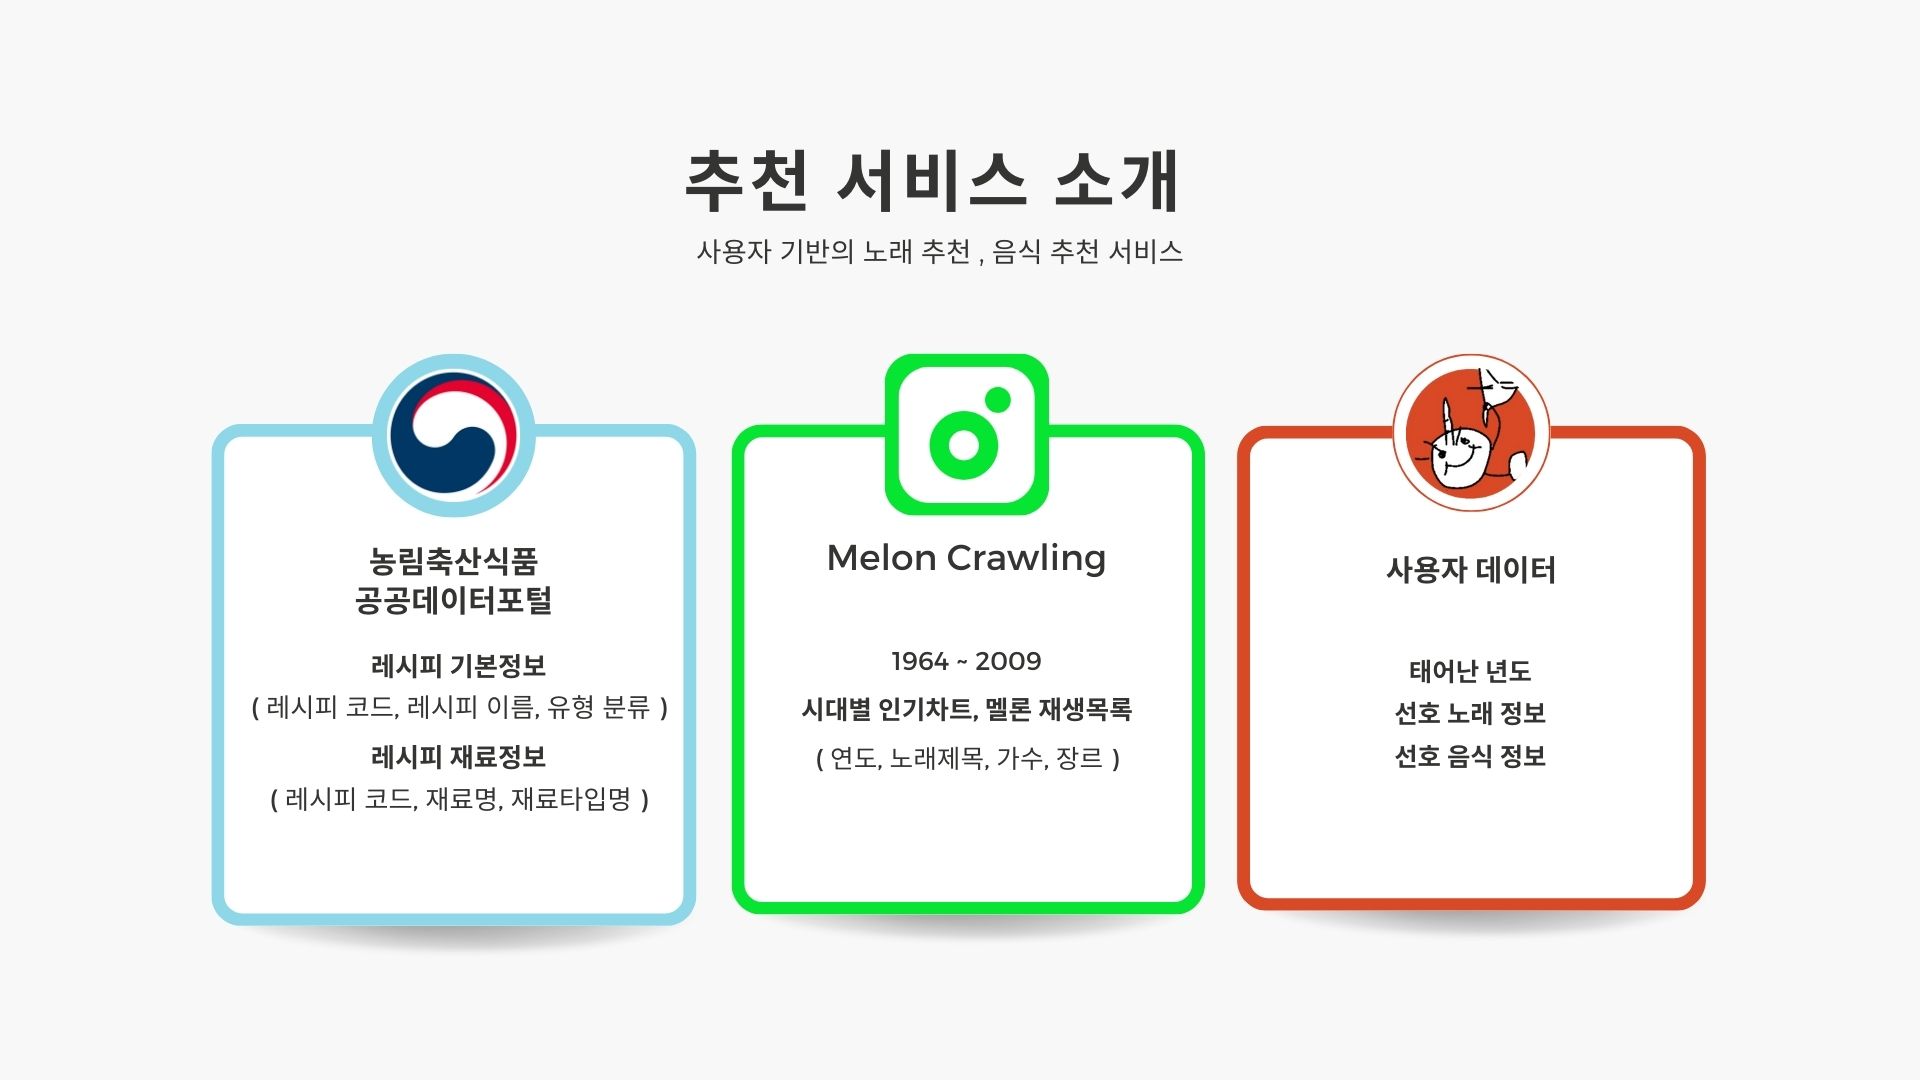 추천 서비스 소개
사용자 기반의 노래 추천 , 음식 추천 서비스
농림축산식품
공공데이터포털
레시피 기본정보
( 레시피 코드, 레시피 이름, 유형 분류 )
레시피 재료정보
( 레시피 코드, 재료명, 재료타입명 )
Melon Crawling
1964 ~ 2009
시대별 인기차트, 멜론 재생목록
( 연도, 노래제목, 가수, 장르 )
사용자 데이터
태어난 년도
선호 노래 정보
선호 음식 정보